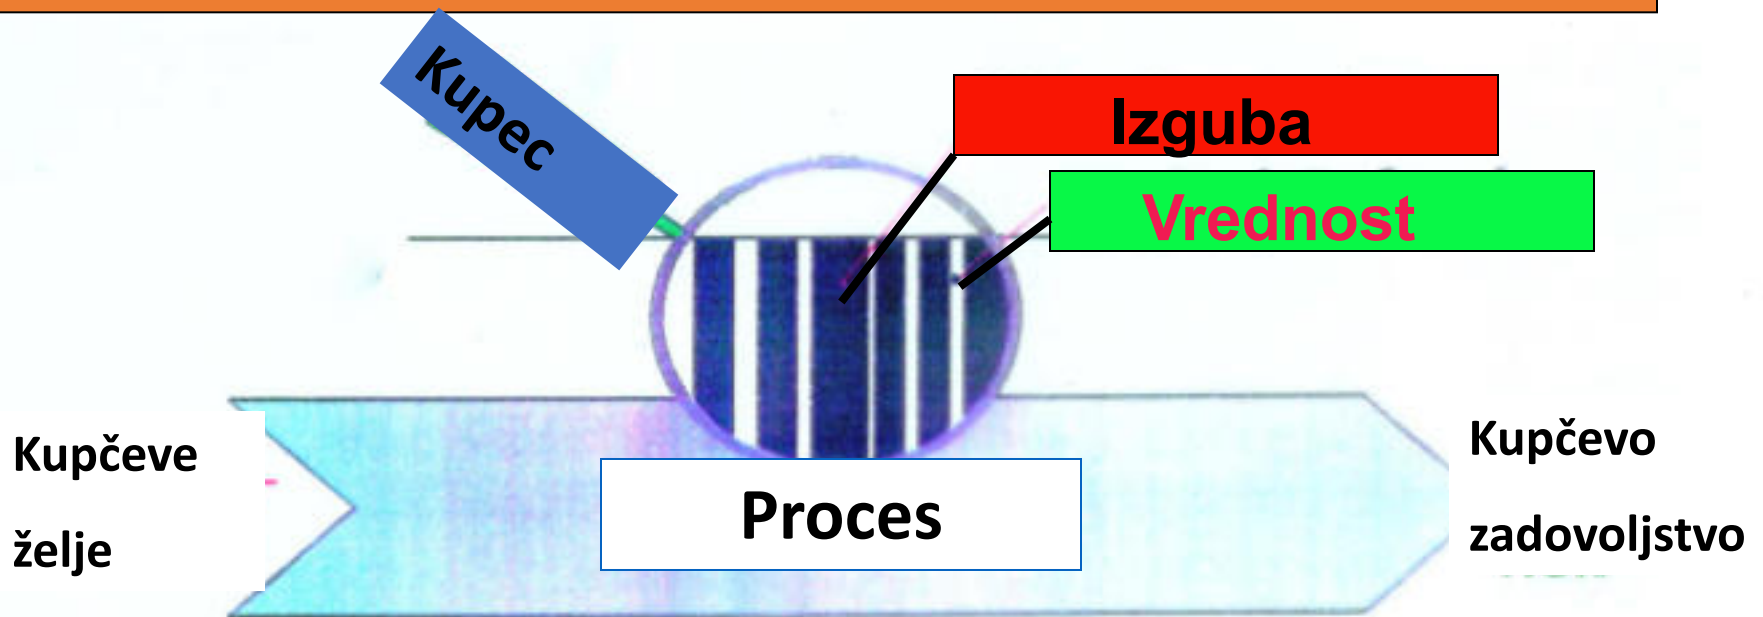 Kupec
Izguba
Vrednost
Kupčeve
želje
Proces
Kupčevo
zadovoljstvo